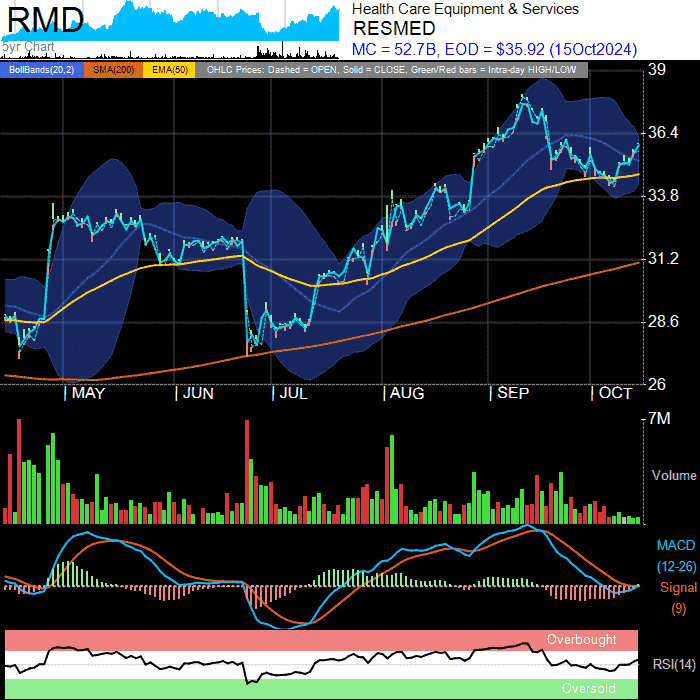 RMD
5yr Chart
Health Care Equipment & Services
RESMED
MC = 52.7B, EOD = $35.92 (15Oct2024)
BollBands(20,2) SMA(200) EMA(50) OHLC Prices: Dashed = OPEN, Solid = CLOSE, Green/Red bars = Intra-day HIGH/LOW
39
36.4
33.8
31.2
28.6
26
MAY JUN JUL AUG SEP OCT
7M
Volume
MACD
(12-26)
Signal
(9)
Overbought
RSI(14)
Oversold